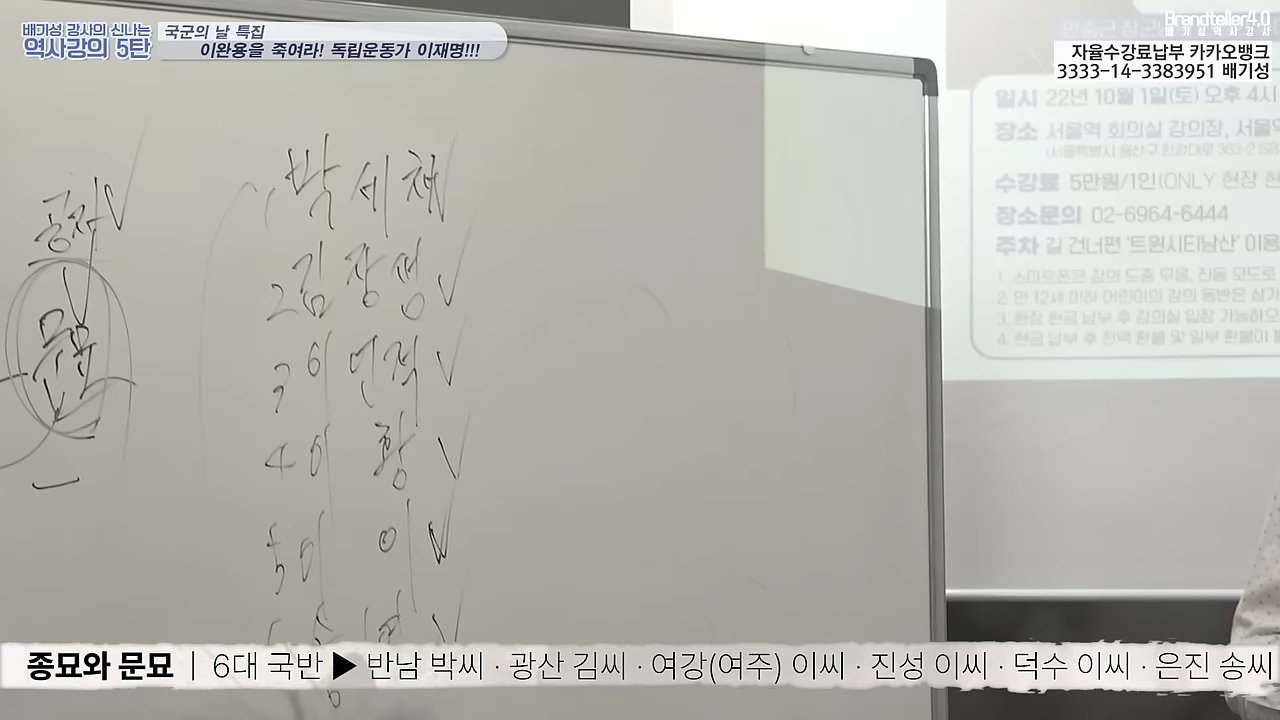 배기성 강사의 신나는
역사강의 5탄
국군의 날 특집
이완용을 죽여라! 독립운동가 이재명!!!
Brandteller4.0
배기성역사강사
자율수강료납부 카카오뱅크
3333-14-3383951 배기성
일시 22년 10월 1일(토) 오후 4시
장소 서울역 회의실 강의장, 서울역
수강료 5만원/1인(ONLY 현장 현
장소문의 02-6964-6444
주차 길 건너편 '트윈시티남산' 이용
1. 스마트폰은 강의 도중 무음, 진동 모드로
2. 만 12세 이하 어린이의 강의 동반은 삼가
3. 현장 현금 납부 후 강의실 입장 가능하오
4. 현금 납부 후 전액 환불 및 일부 환불이
공자
문묘
박세채
2 김장생
3 이언적
4 이황
5 이이
종묘와 문묘 | 6대 국반 ▶ 반남 박씨 · 광산 김씨 · 여강(여주) 이씨 진성 이씨 · 덕수 이씨 · 은진 송씨